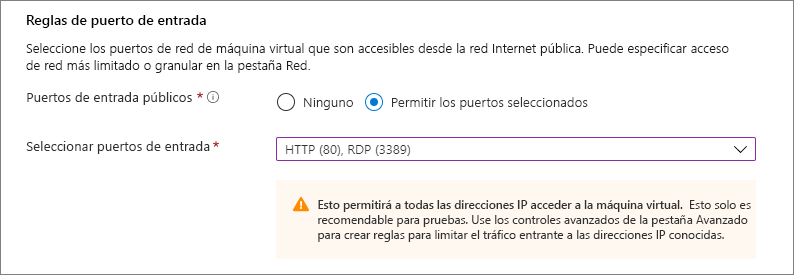 Reglas de puerto de entrada
Seleccione los puertos de red de máquina virtual que son accesibles desde la red Internet pública. Puede especificar acceso
de red más limitado o granular en la pestaña Red.
Puertos de entrada públicos * Ninguno Permitir los puertos seleccionados
Seleccionar puertos de entrada * HTTP (80), RDP (3389)
Esto permitirá a todas las direcciones IP acceder a la máquina virtual. Esto solo es
recomendable para pruebas. Use los controles avanzados de la pestaña Avanzado
para crear reglas para limitar el tráfico entrante a las direcciones IP conocidas.